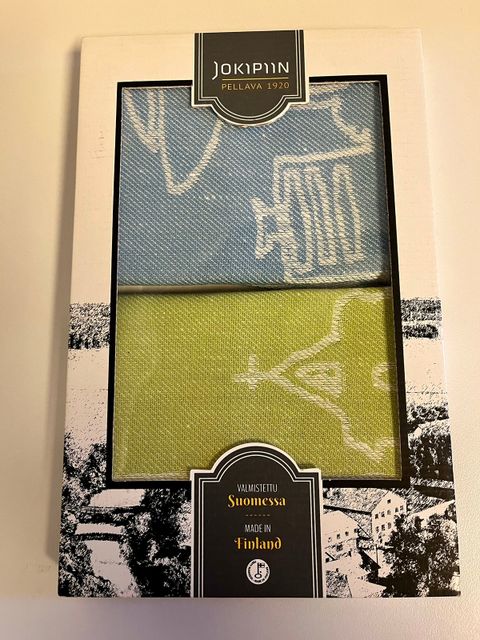 JOKIPIIN
PELLAVA 1920
VALMISTETTU
Suomessa
MADE IN
Finland